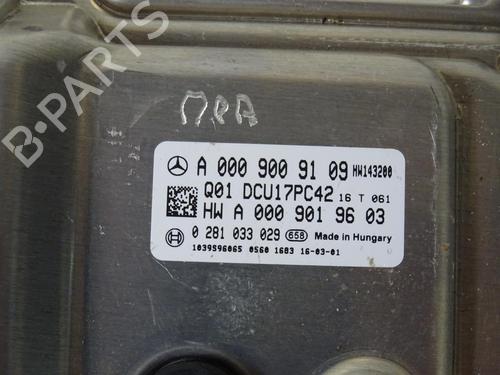 ПРА
A 000 900 91 09 HW143200
Q01 DCU17PC42 16 T 061
HW A 000 901 96 03
0 281 033 029 658 Made in Hungary
1039S96065 0560 1683 16-03-01
B-PARTS